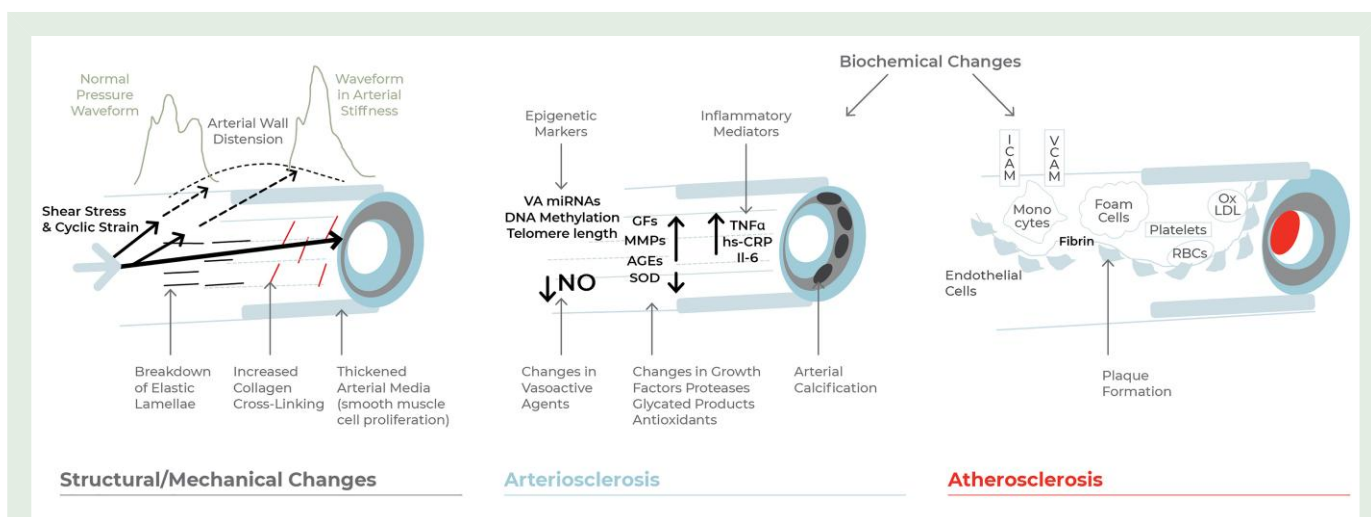 Biochemical Changes
Normal
Pressure
Waveform
Waveform
in Arterial
Stiffness
Arterial Wall
Distension
Shear Stress
& Cyclic Strain
Breakdown
of Elastic
Lamellae
Increased
Collagen
Cross-Linking
Thickened
Arterial Media
(smooth muscle
cell proliferation)
Structural/Mechanical Changes
Epigenetic
Markers
Inflammatory
Mediators
VA miRNAs
DNA Methylation
Telomere length
GFs
MMPs
AGEs
SOD
TNFα
hs-CRP
Il-6
NO
Changes in
Vasoactive
Agents
Changes in Growth
Factors Proteases
Glycated Products
Antioxidants
Arterial
Calcification
Arteriosclerosis
ICAM
VCAM
Mono
cytes
Foam
Cells
Ox
LDL
Platelets
Fibrin
RBCs
Endothelial
Cells
Plaque
Formation
Atherosclerosis